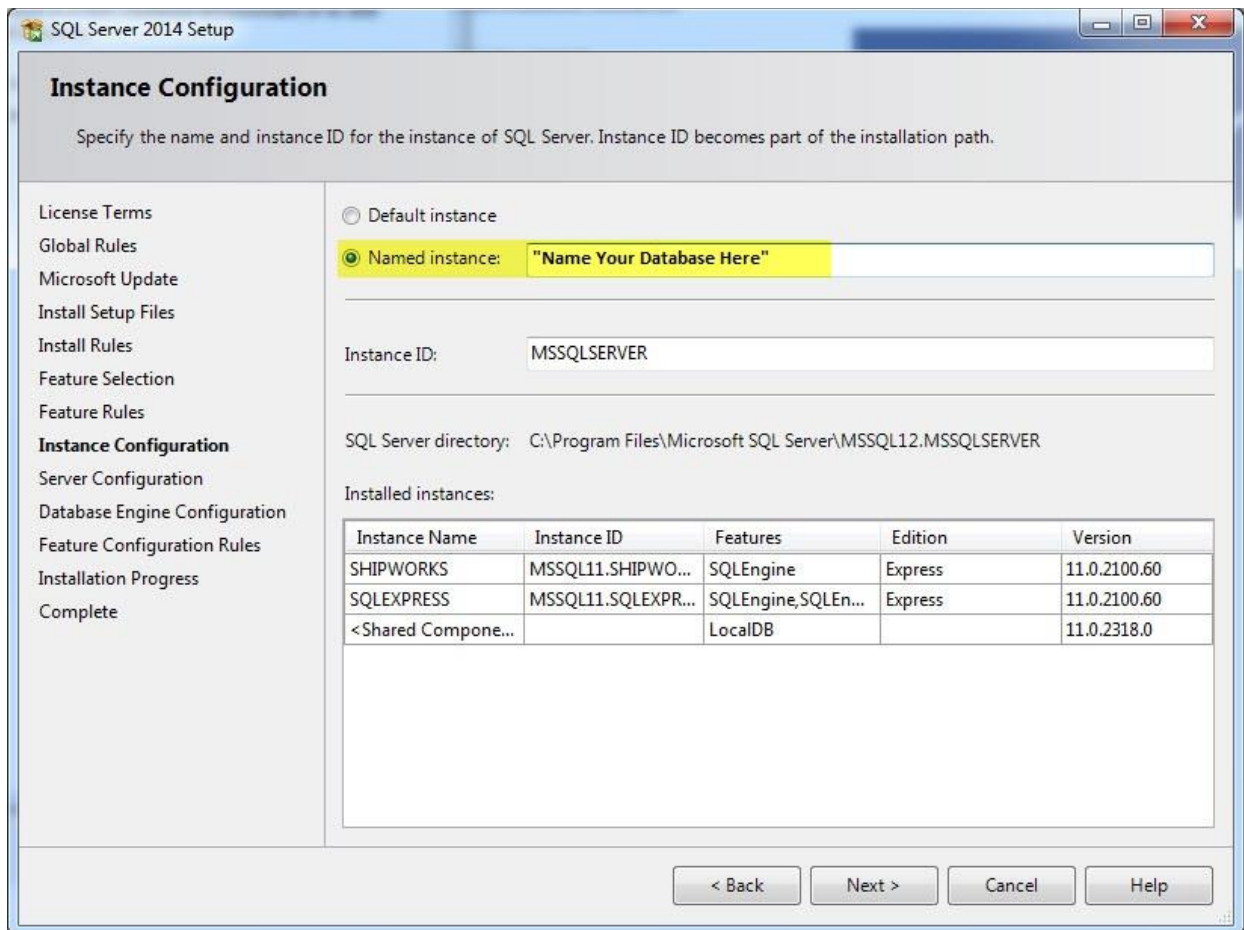 SQL Server 2014 Setup
Instance Configuration
Specify the name and instance ID for the instance of SQL Server. Instance ID becomes part of the installation path.
License Terms
Global Rules
Microsoft Update
Install Setup Files
Install Rules
Feature Selection
Feature Rules
Instance Configuration
Server Configuration
Database Engine Configuration
Feature Configuration Rules
Installation Progress
Complete
Default instance
Named instance: "Name Your Database Here"
Instance ID: MSSQLSERVER
SQL Server directory: C:\Program Files\Microsoft SQL Server\MSSQL12.MSSQLSERVER
Installed instances:
Instance Name Instance ID Features Edition Version
SHIPWORKS MSSQL11.SHIPWO... SQLEngine Express 11.0.2100.60
SQLEXPRESS MSSQL11.SQLEXPR... SQLEngine,SQLEn... Express 11.0.2100.60
<Shared Compone... LocalDB 11.0.2318.0
< Back Next > Cancel Help